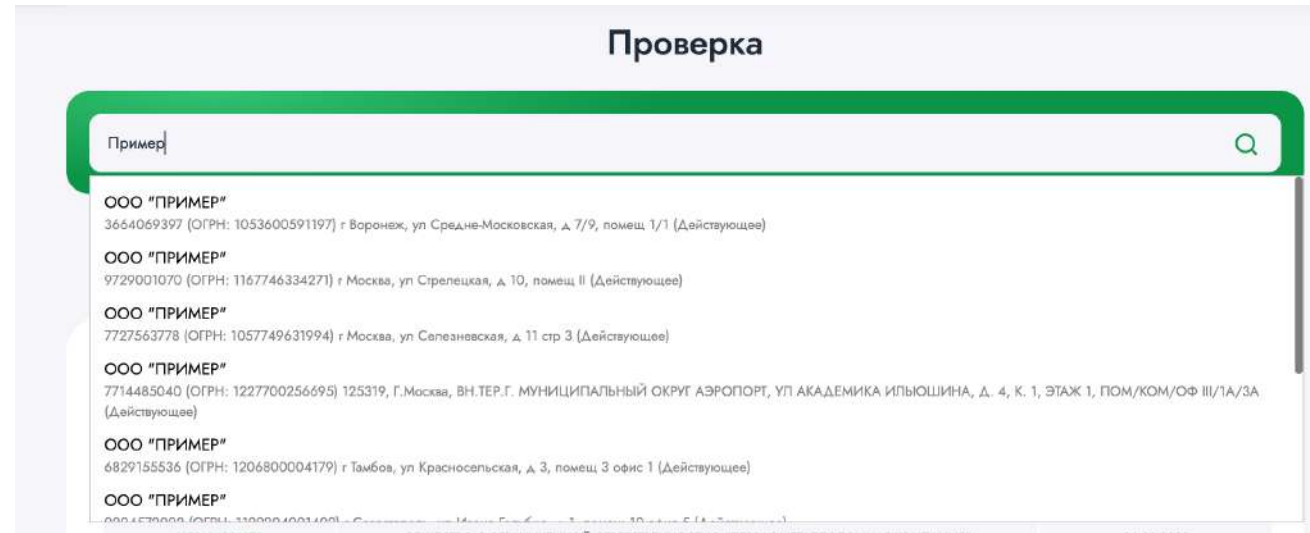 Проверка
Пример
ООО "ПРИМЕР"
3664069397 (ОГРН: 1053600591197) г Воронеж, ул Средне-Московская, д 7/9, помещ 1/1 (Действующее)
ООО "ПРИМЕР"
9729001070 (ОГРН: 1167746334271) г Москва, ул Стрелецкая, д 10, помещ II (Действующее)
ООО "ПРИМЕР"
7727563778 (ОГРН: 1057749631994) г Москва, ул Селезневская, д 11 стр 3 (Действующее)
ООО "ПРИМЕР"
7714485040 (ОГРН: 1227700256695) 125319, Г.Москва, ВН.ТЕР.Г. МУНИЦИПАЛЬНЫЙ ОКРУГ АЭРОПОРТ, УЛ АКАДЕМИКА ИЛЬЮШИНА, Д. 4, К. 1, ЭТАЖ 1, ПОМ/КОМ/ОФ III/1А/3А
(Действующее)
ООО "ПРИМЕР"
6829155536 (ОГРН: 1206800004179) г Тамбов, ул Красносельская, д 3, помещ 3 офис 1 (Действующее)
ООО "ПРИМЕР"